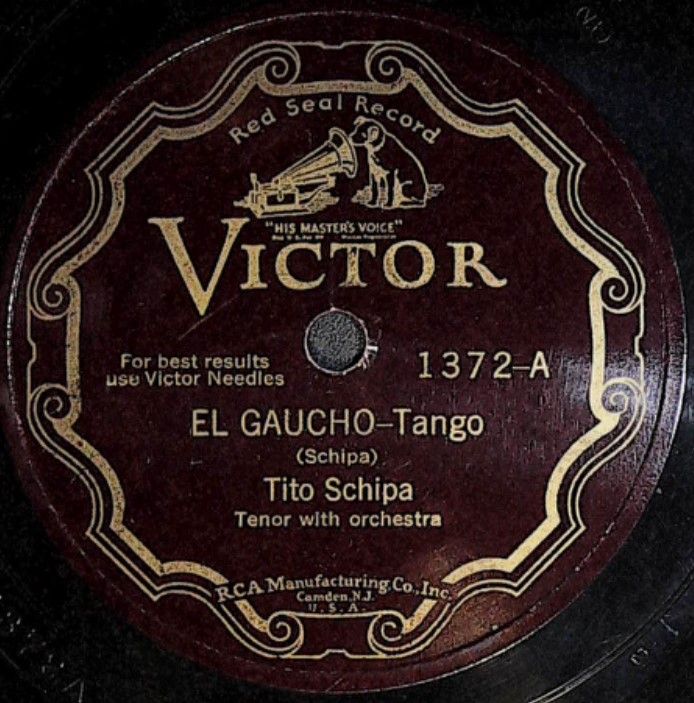 Red Seal Record
"HIS MASTER'S VOICE"
VICTOR
For best results
use Victor Needles
1372-A
EL GAUCHO-Tango
(Schipa)
Tito Schipa
Tenor with orchestra
RCA Manufacturing Co., Inc.
Camden, N.J.
U.S.A.